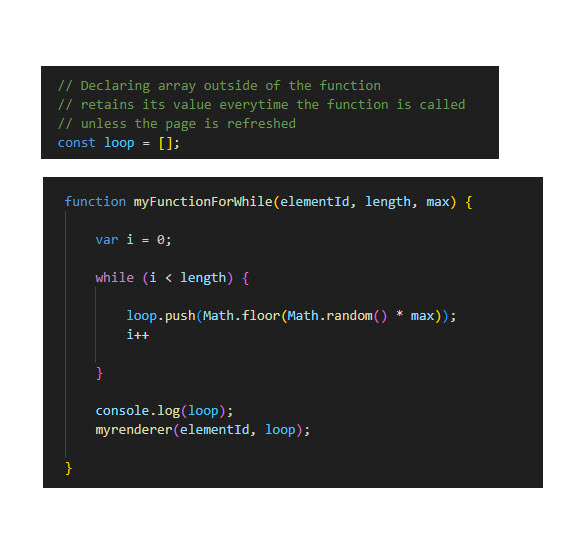 // Declaring array outside of the function
// retains its value everytime the function is called
// unless the page is refreshed
const loop = [];
function myFunctionForWhile(elementId, length, max) {
var i = 0;
while (i < length) {
loop.push(Math.floor(Math.random() * max));
i++
}
console.log(loop);
myrenderer(elementId, loop);
}